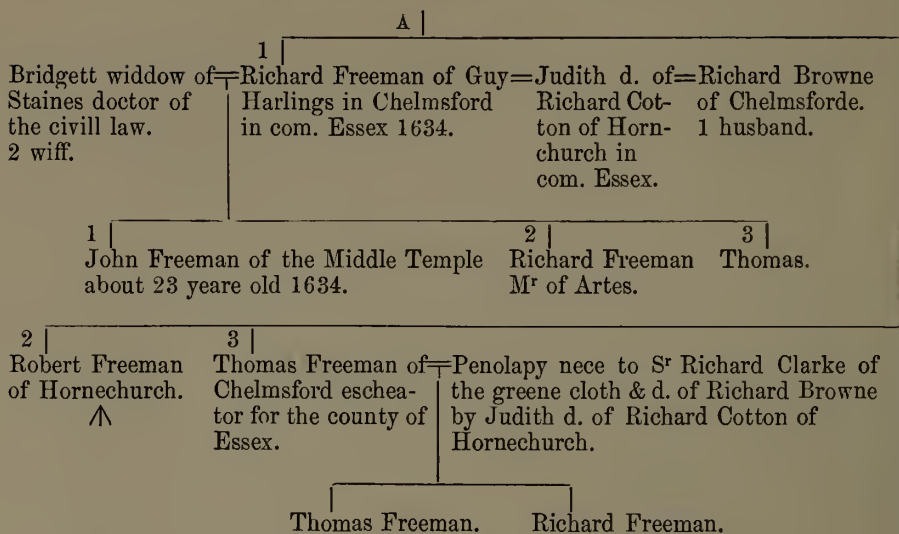 A
1
Bridgett widdow of=Richard Freeman of Guy=Judith d. of=Richard Browne
Staines doctor of Harlings in Chelmsford Richard Cot- of Chelmsforde.
the civill law. in com. Essex 1634. ton of Horn- 1 husband.
2 wiff. church in
com. Essex.
1 2 3
John Freeman of the Middle Temple Richard Freeman Thomas.
about 23 yeare old 1634. Mr of Artes.
2 3
Robert Freeman Thomas Freeman of=Penolapy nece to Sr Richard Clarke of
of Hornechurch. Chelmsford eschea- the greene cloth & d. of Richard Browne
tor for the county of by Judith d. of Richard Cotton of
Essex. Hornechurch.
Thomas Freeman. Richard Freeman.